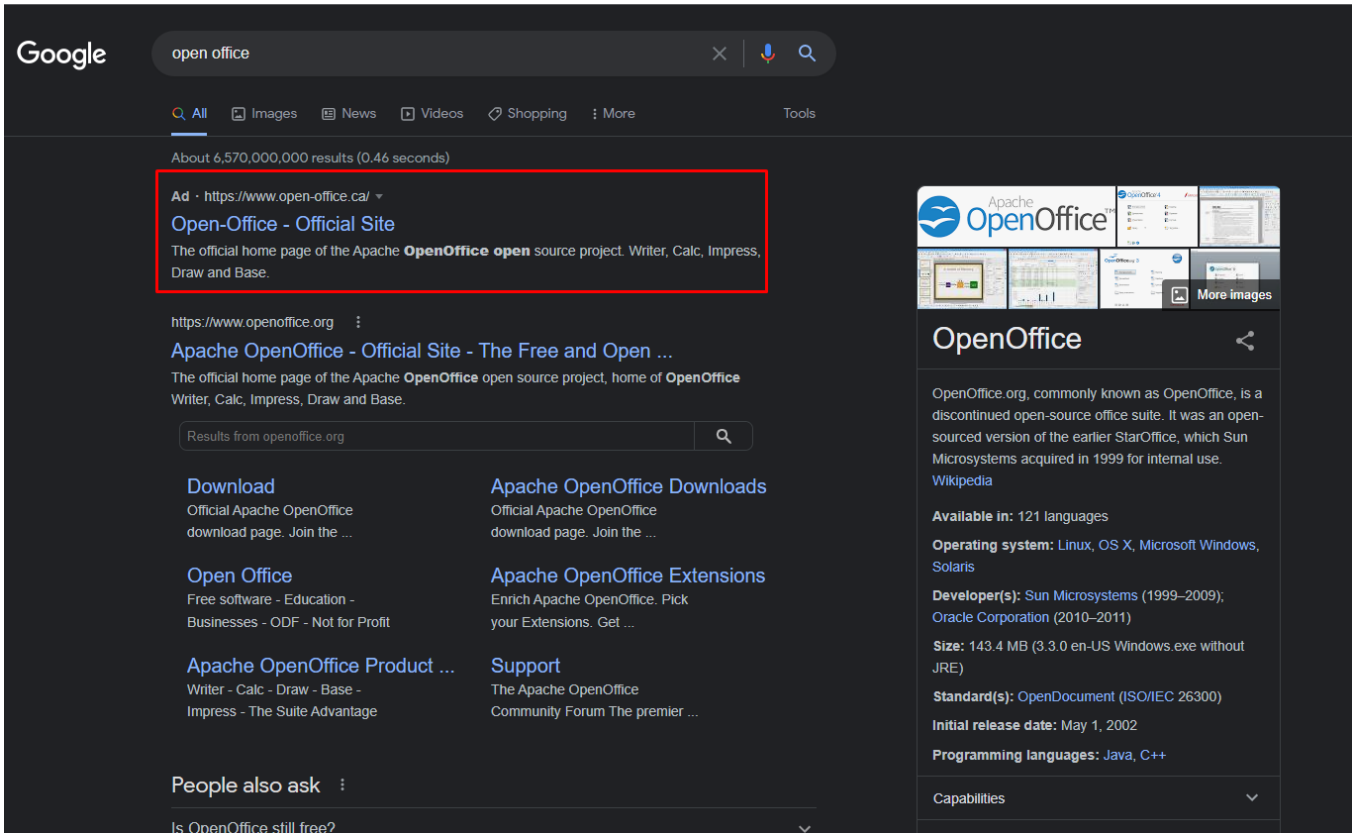 Google
open office
All
Images
News
Videos
Shopping
More
Tools
About 6,570,000,000 results (0.46 seconds)
Ad · https://www.open-office.ca/
Open-Office - Official Site
The official home page of the Apache OpenOffice open source project. Writer, Calc, Impress,
Draw and Base.
https://www.openoffice.org
Apache OpenOffice - Official Site - The Free and Open ...
The official home page of the Apache OpenOffice open source project, home of OpenOffice
Writer, Calc, Impress, Draw and Base.
Results from openoffice.org
Download
Official Apache OpenOffice
download page. Join the ...
Apache OpenOffice Downloads
Official Apache OpenOffice
download page. Join the ...
Open Office
Free software - Education -
Businesses - ODF - Not for Profit
Apache OpenOffice Extensions
Enrich Apache OpenOffice. Pick
your Extensions. Get ...
Apache OpenOffice Product ...
Writer - Calc - Draw - Base -
Impress - The Suite Advantage
Support
The Apache OpenOffice
Community Forum The premier ...
People also ask
Is OpenOffice still free?
Apache
OpenOffice™
OpenOffice 4
More images
OpenOffice
OpenOffice.org, commonly known as OpenOffice, is a
discontinued open-source office suite. It was an open-
sourced version of the earlier StarOffice, which Sun
Microsystems acquired in 1999 for internal use.
Wikipedia
Available in: 121 languages
Operating system: Linux, OS X, Microsoft Windows,
Solaris
Developer(s): Sun Microsystems (1999–2009);
Oracle Corporation (2010–2011)
Size: 143.4 MB (3.3.0 en-US Windows.exe without
JRE)
Standard(s): OpenDocument (ISO/IEC 26300)
Initial release date: May 1, 2002
Programming languages: Java, C++
Capabilities